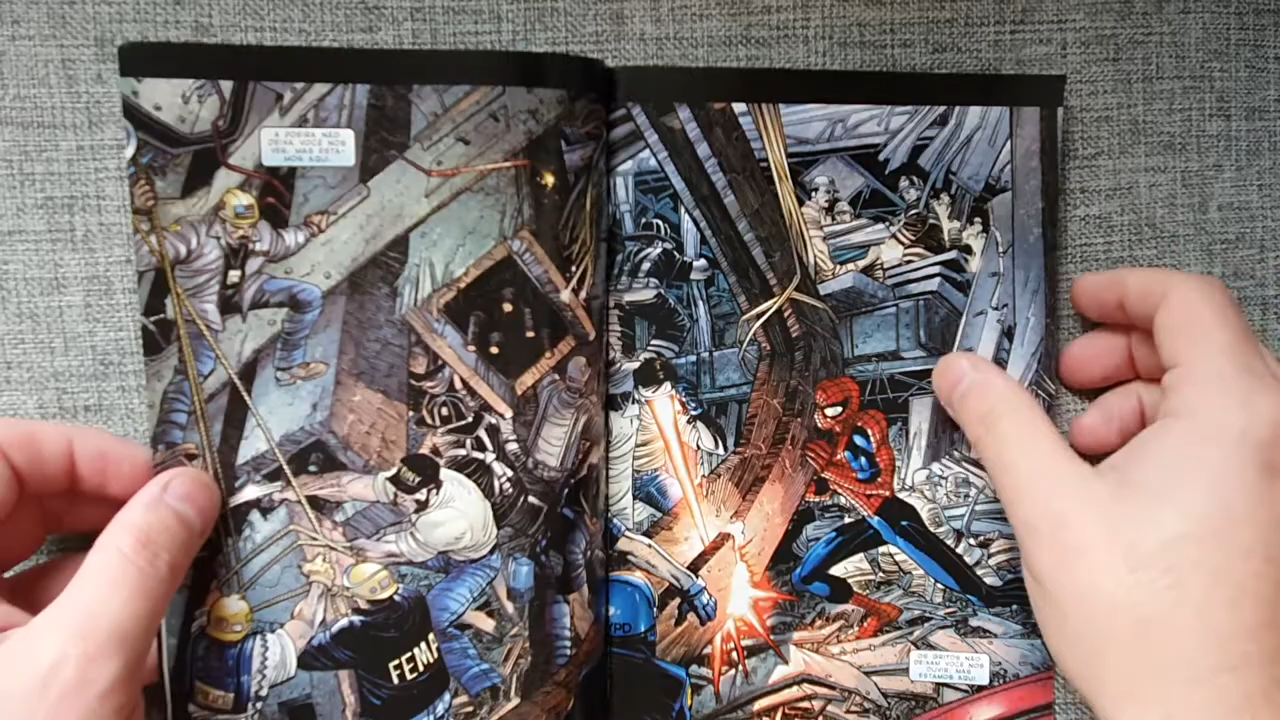 A POEIRA NÃO
DEIXA VOCÊ NOS
VER, MAS ESTA-
MOS AQUI.
FEMA
YPD
OS GRITOS NÃO
DEIXAM VOCÊ NOS
OUVIR, MAS
ESTAMOS AQUI.